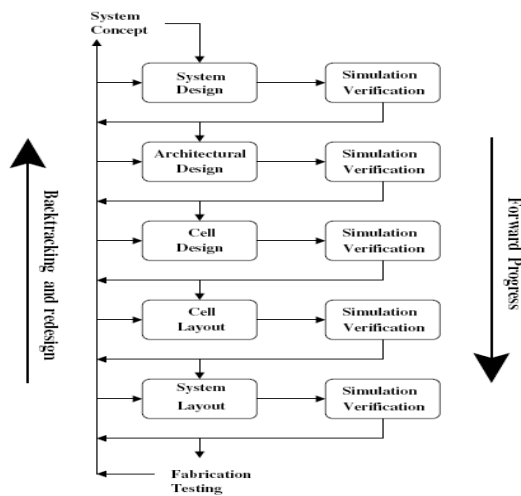 System
Concept
System
Design
Simulation
Verification
Architectural
Design
Simulation
Verification
Cell
Design
Simulation
Verification
Cell
Layout
Simulation
Verification
System
Layout
Simulation
Verification
Fabrication
Testing
Backtracking and redesign
Forward Progress